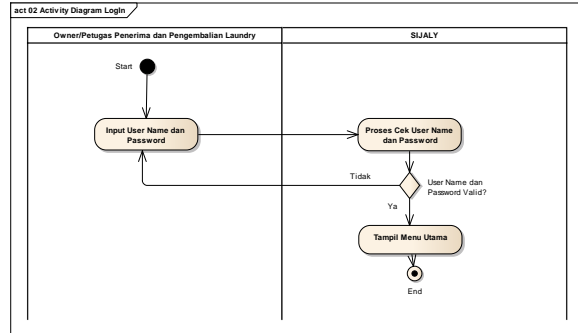 act 02 Activity Diagram LogIn
Owner/Petugas Penerima dan Pengembalian Laundry
SIJALY
Start
Input User Name dan
Password
Proses Cek User Name
dan Password
Tidak
User Name dan
Password Valid?
Ya
Tampil Menu Utama
End